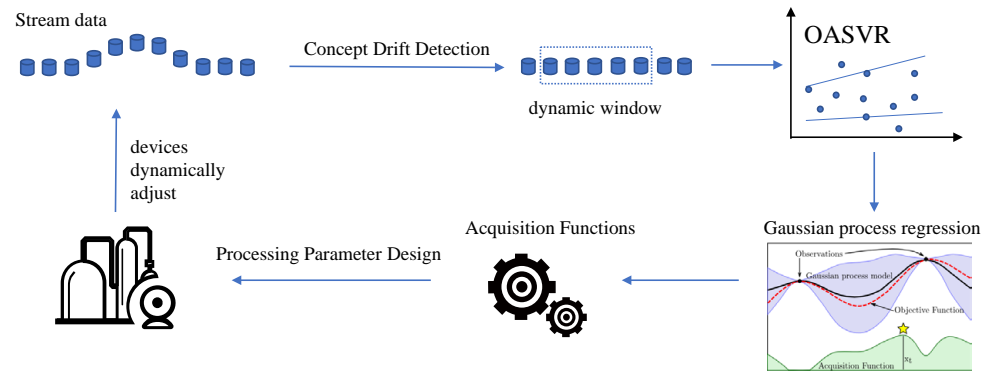 Stream data
Concept Drift Detection
dynamic window
OASVR
devices
dynamically
adjust
Processing Parameter Design
Acquisition Functions
Gaussian process regression
Observations
Gaussian process model
Objective Function
Acquisition Function
xₜ